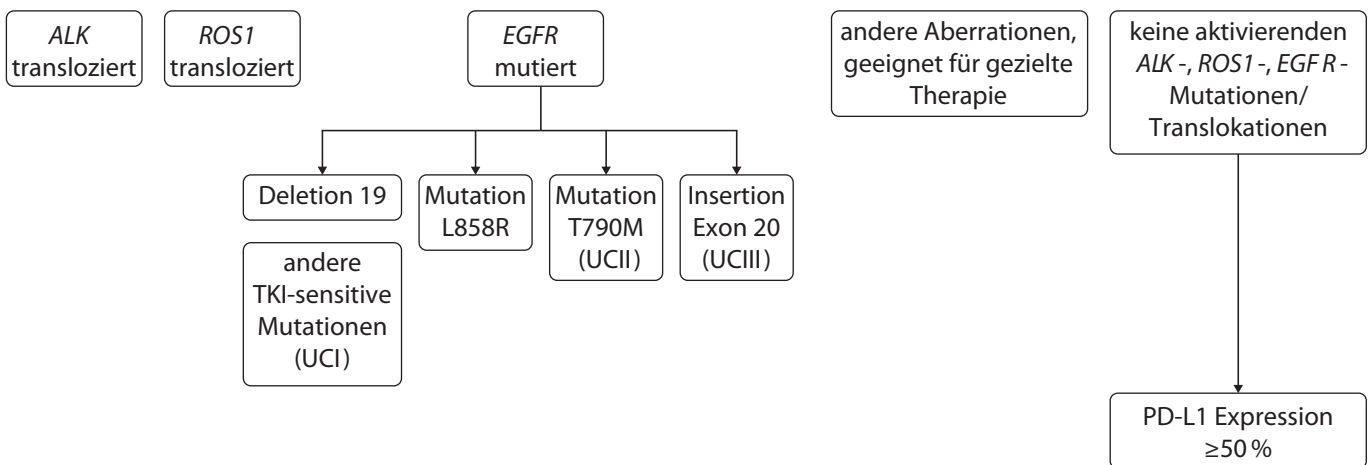 ALK
transloziert
ROS1
transloziert
EGFR
mutiert
andere Aberrationen,
geeignet für gezielte
Therapie
keine aktivierenden
ALK-, ROS1-, EGFR-
Mutationen/
Translokationen
Deletion 19
Mutation
L858R
Mutation
T790M
(UCII)
Insertion
Exon 20
(UCIII)
andere
TKI-sensitive
Mutationen
(UCI)
PD-L1 Expression
≥50 %